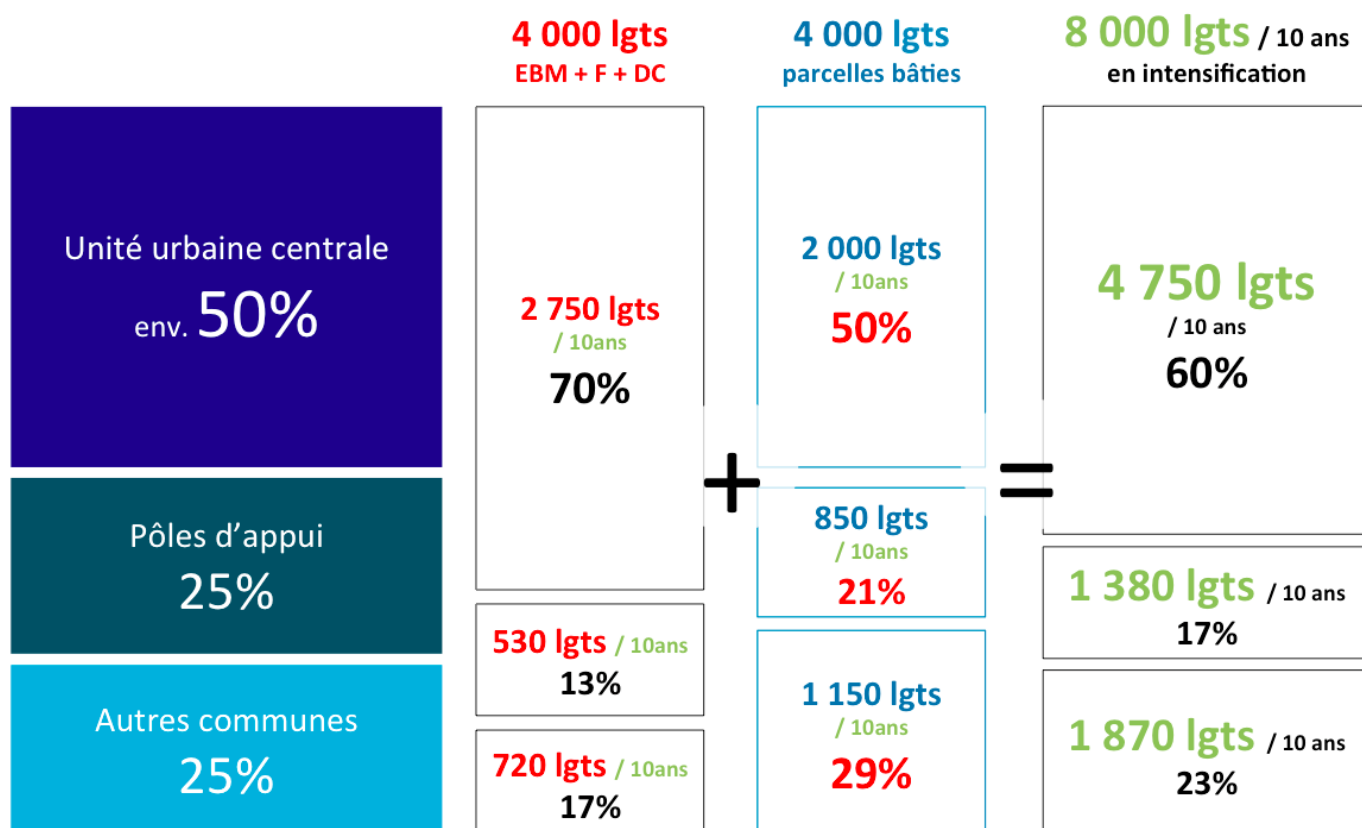 4 000 lgts
EBM + F + DC
4 000 lgts
parcelles bâties
8 000 lgts / 10 ans
en intensification
Unité urbaine centrale
env. 50%
2 750 lgts
/ 10ans
70%
2 000 lgts
/ 10ans
50%
4 750 lgts
/ 10 ans
60%
+
=
Pôles d’appui
25%
530 lgts / 10ans
13%
850 lgts
/ 10ans
21%
1 380 lgts / 10 ans
17%
Autres communes
25%
720 lgts / 10ans
17%
1 150 lgts
/ 10ans
29%
1 870 lgts / 10 ans
23%